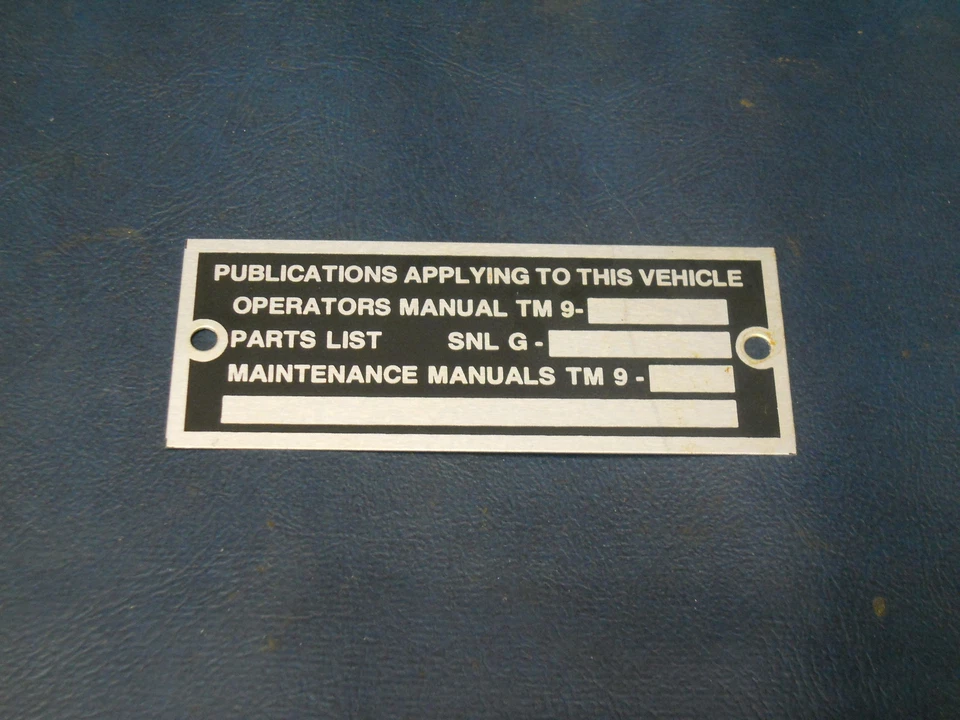 PUBLICATIONS APPLYING TO THIS VEHICLE
OPERATORS MANUAL TM 9-
PARTS LIST SNL G -
MAINTENANCE MANUALS TM 9 -